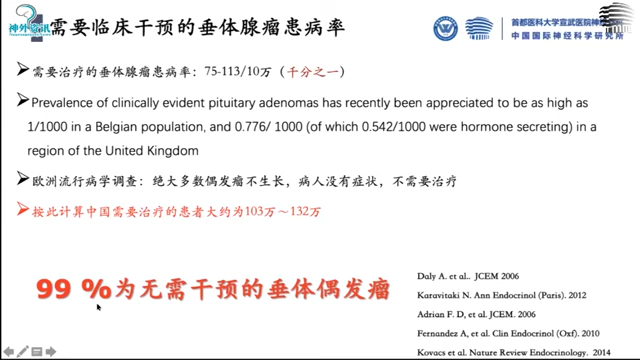 神外资讯
需要临床干预的垂体腺瘤患病率
首都医科大学宣武医院神经
中国国际神经科学研究所
需要治疗的垂体腺瘤患病率：75-113/10万（千分之一）
Prevalence of clinically evident pituitary adenomas has recently been appreciated to be as high as
1/1000 in a Belgian population, and 0.776/ 1000 (of which 0.542/1000 were hormone secreting) in a
region of the United Kingdom
欧洲流行病学调查：绝大多数偶发瘤不生长，病人没有症状，不需要治疗
按此计算中国需要治疗的患者大约为103万～132万
99 %为无需干预的垂体偶发瘤
Daly A. et al.. JCEM 2006
Karavitaki N. Ann Endocrinol (Paris). 2012
Adrian F. D, et al. JCEM. 2006
Fernandez A, et al. Clin Endocrinol (Oxf). 2010
Kovacs et al. Nature Review Endocrinology. 2014